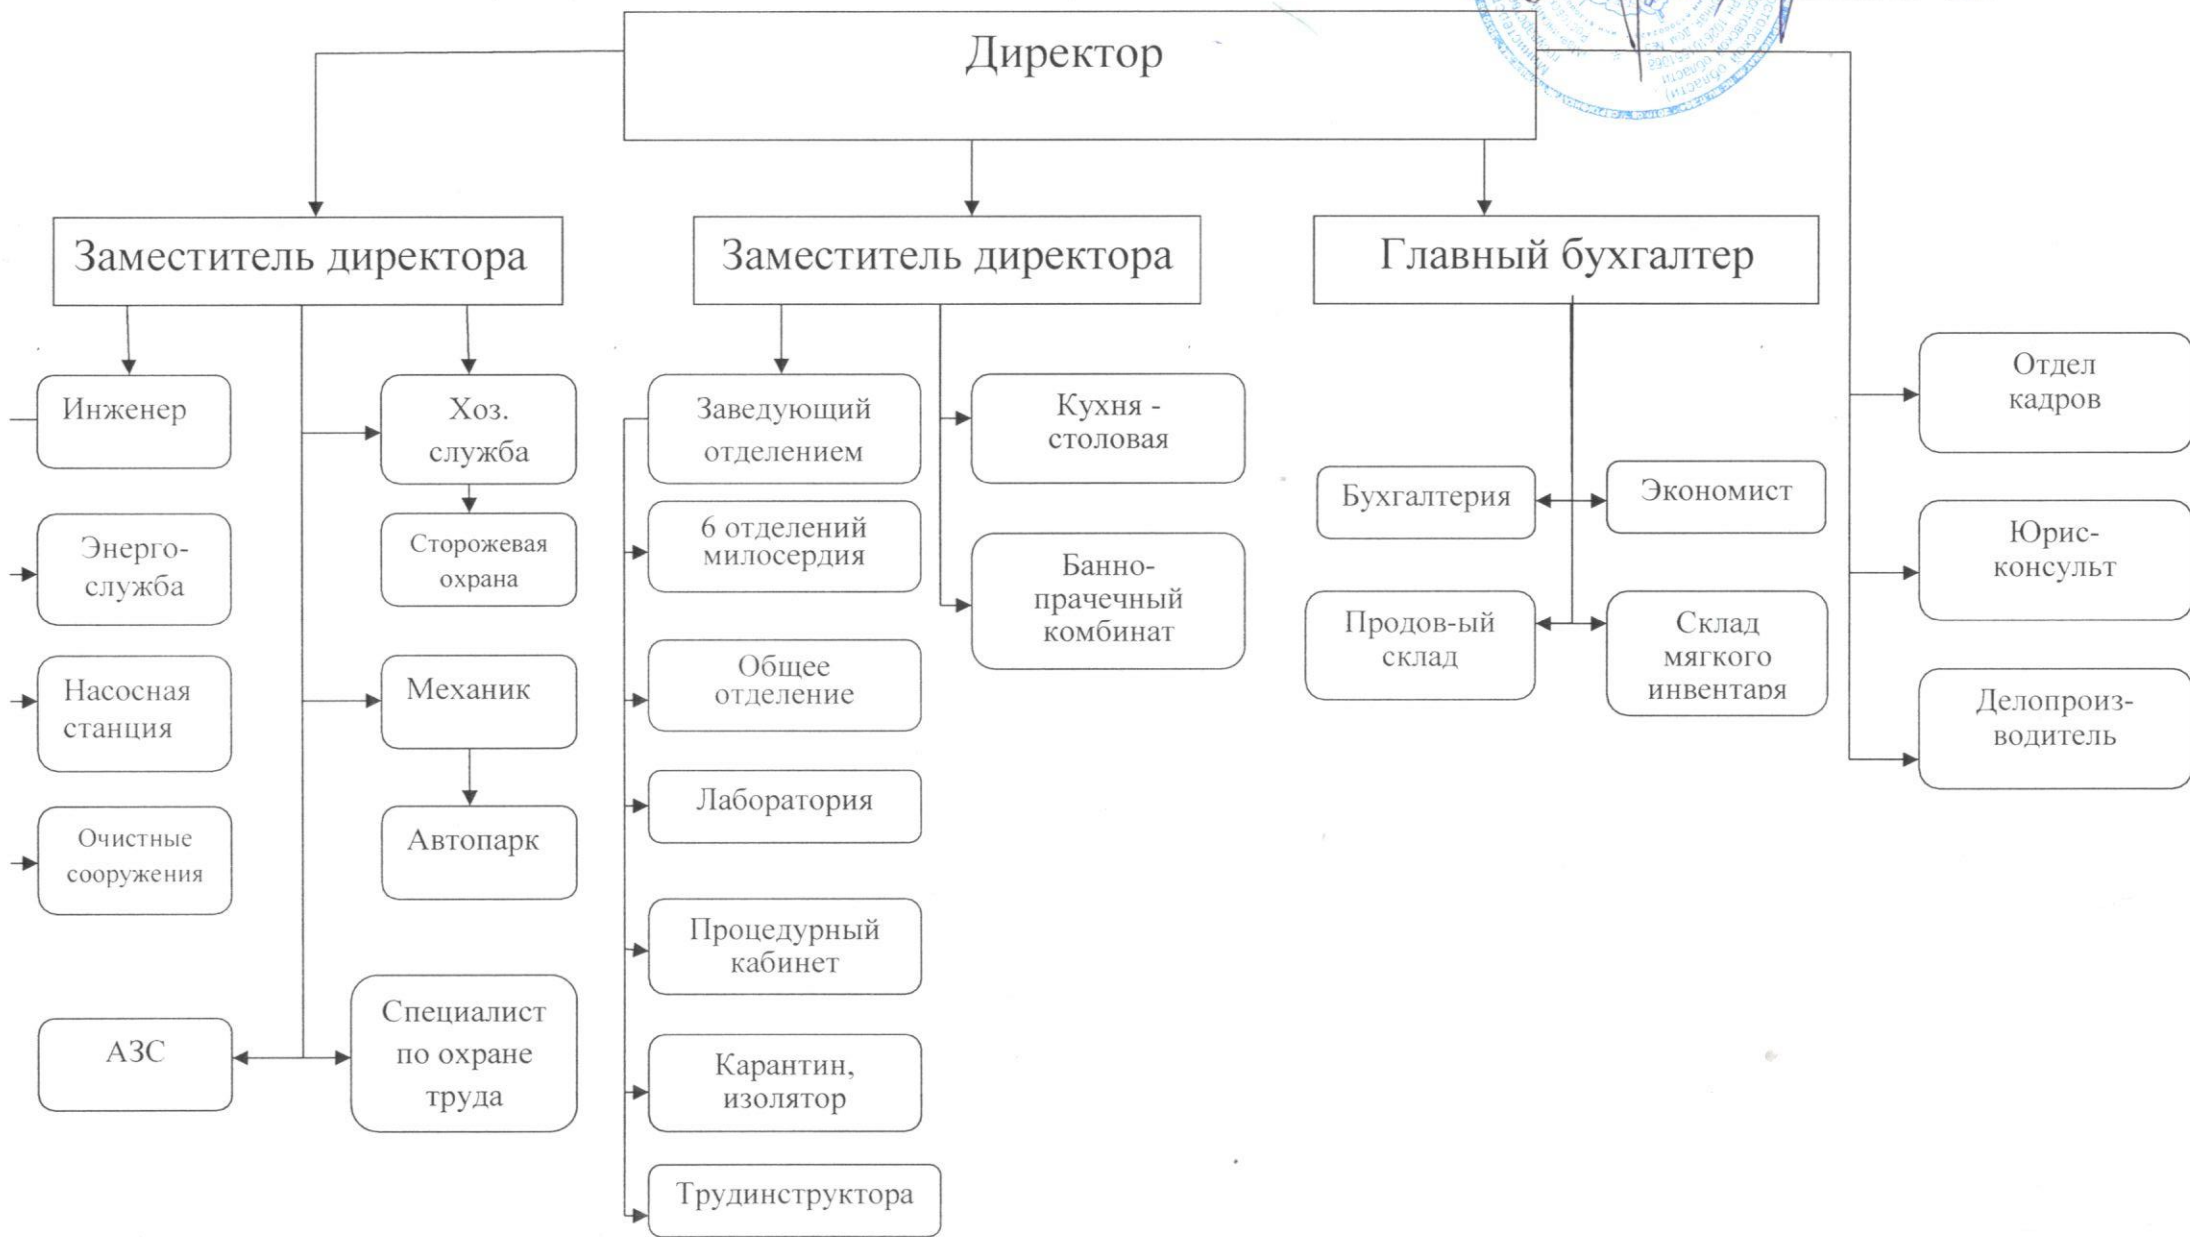 Директор
Заместитель директора
Заместитель директора
Главный бухгалтер
Инженер
Энерго-
служба
Насосная
станция
Очистные
сооружения
АЗС
Хоз.
служба
Сторожевая
охрана
Механик
Автопарк
Специалист
по охране
труда
Заведующий
отделением
6 отделений
милосердия
Общее
отделение
Лаборатория
Процедурный
кабинет
Карантин,
изолятор
Трудинструктора
Кухня -
столовая
Банно-
прачечный
комбинат
Бухгалтерия
Экономист
Продов-ый
склад
Склад
мягкого
инвентаря
Отдел
кадров
Юрис-
консульт
Делопроиз-
водитель